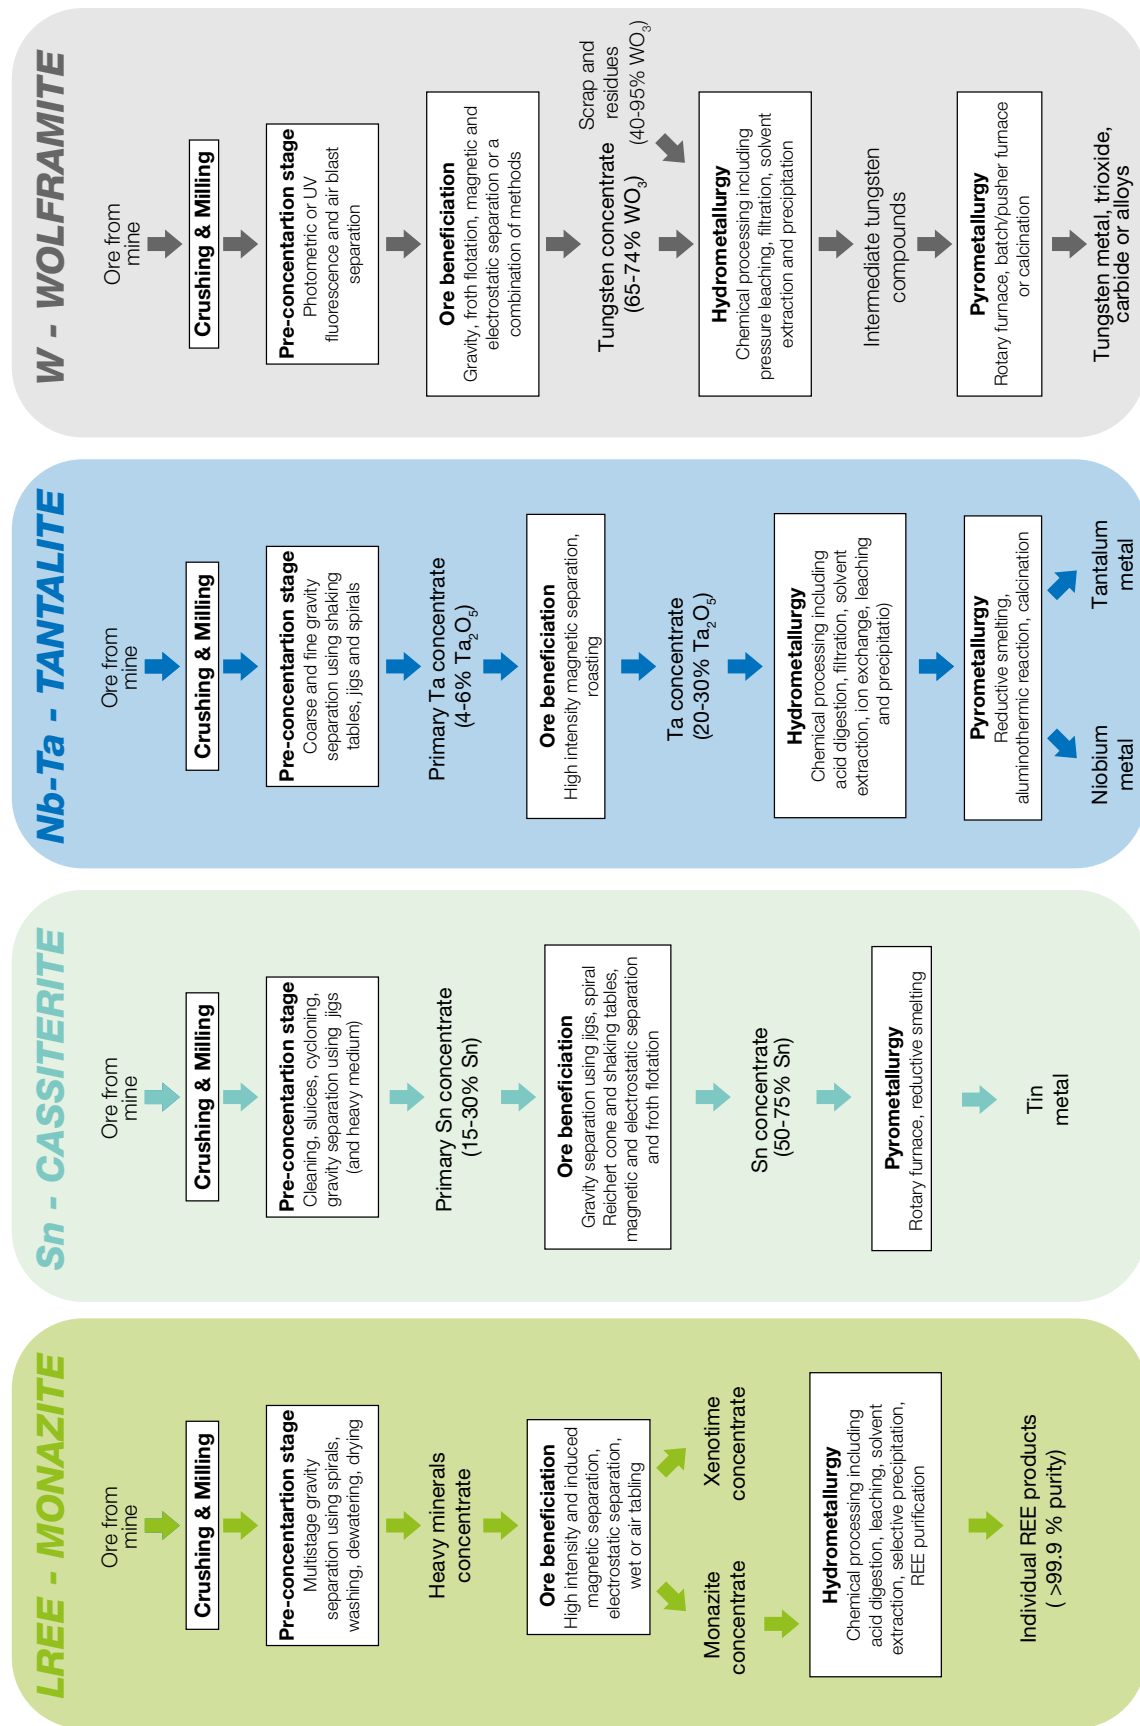 LREE - MONAZITE
Ore from
mine
Crushing & Milling
Pre-concentartion stage
Multistage gravity
separation using spirals,
washing, dewatering, drying
Heavy minerals
concentrate
Ore beneficiation
High intensity and induced
magnetic separation,
electrostatic separation,
wet or air tabling
Monazite
concentrate
Xenotime
concentrate
Hydrometallurgy
Chemical processing including
acid digestion, leaching, solvent
extraction, selective precipitation,
REE purification
Individual REE products
( >99.9 % purity)
Sn - CASSITERITE
Ore from
mine
Crushing & Milling
Pre-concentartion stage
Cleaning, sluices, cycloning,
gravity separation using jigs
(and heavy medium)
Primary Sn concentrate
(15-30% Sn)
Ore beneficiation
Gravity separation using jigs, spiral
Reichert cone and shaking tables,
magnetic and electrostatic separation
and froth flotation
Sn concentrate
(50-75% Sn)
Pyrometallurgy
Rotary furnace, reductive smelting
Tin
metal
Nb-Ta - TANTALITE
Ore from
mine
Crushing & Milling
Pre-concentartion stage
Coarse and fine gravity
separation using shaking
tables, jigs and spirals
Primary Ta concentrate
(4-6% Ta₂O₅)
Ore beneficiation
High intensity magnetic separation,
roasting
Ta concentrate
(20-30% Ta₂O₅)
Hydrometallurgy
Chemical processing including
acid digestion, filtration, solvent
extraction, ion exchange, leaching
and precipitatio)
Pyrometallurgy
Reductive smelting,
aluminothermic reaction, calcination
Niobium
metal
Tantalum
metal
W - WOLFRAMITE
Ore from
mine
Crushing & Milling
Pre-concentartion stage
Photometric or UV
fluorescence and air blast
separation
Ore beneficiation
Gravity, froth flotation, magnetic and
electrostatic separation or a
combination of methods
Tungsten concentrate
(65-74% WO₃)
Scrap and
residues
(40-95% WO₃)
Hydrometallurgy
Chemical processing including
pressure leaching, filtration, solvent
extraction and precipitation
Intermediate tungsten
compounds
Pyrometallurgy
Rotary furnace, batch/pusher furnace
or calcination
Tungsten metal, trioxide,
carbide or alloys